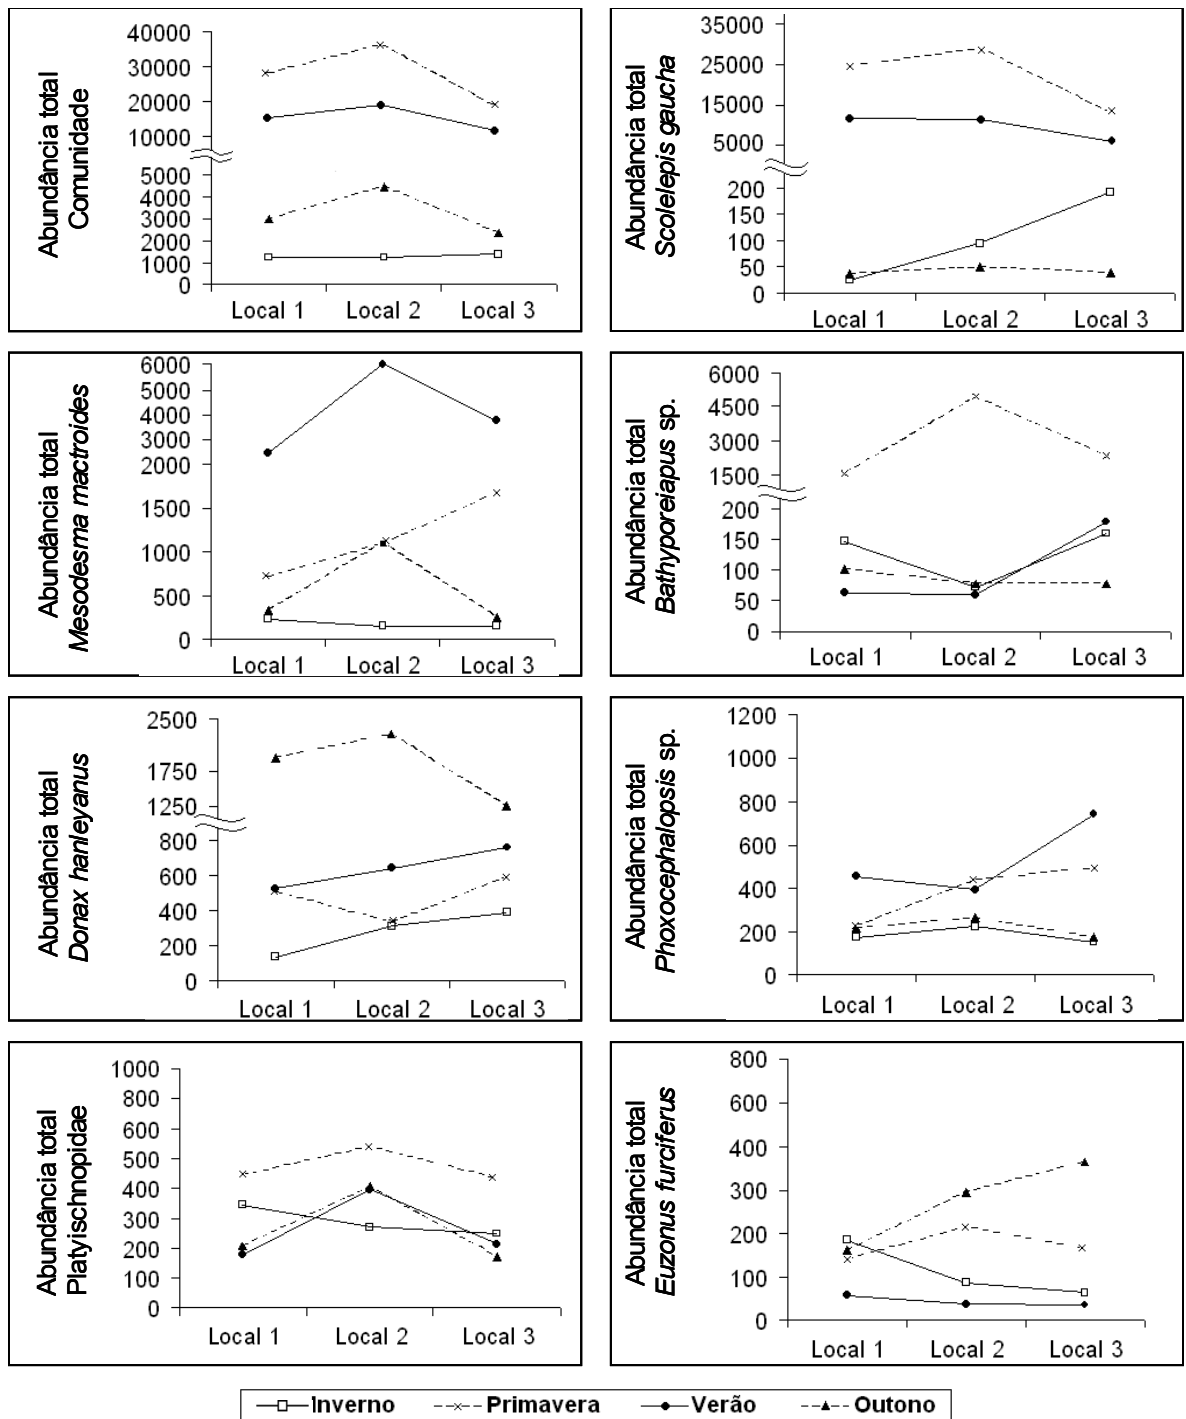 Abundância total
Comunidade
40000
30000
20000
10000
5000
4000
3000
2000
1000
0
Local 1 Local 2 Local 3
Abundância total
Scolelepis gaucha
35000
25000
15000
5000
200
150
100
50
0
Local 1 Local 2 Local 3
Abundância total
Mesodesma mactroides
6000
5000
4000
3000
2000
1500
1000
500
0
Local 1 Local 2 Local 3
Abundância total
Bathyporeiapus sp.
6000
4500
3000
1500
200
150
100
50
0
Local 1 Local 2 Local 3
Abundância total
Donax hanleyanus
2500
1750
1250
800
600
400
200
0
Local 1 Local 2 Local 3
Abundância total
Phoxocephalopsis sp.
1200
1000
800
600
400
200
0
Local 1 Local 2 Local 3
Abundância total
Platyischnopidae
1000
800
600
500
400
300
200
100
0
Local 1 Local 2 Local 3
Abundância total
Euzonus furciferus
800
600
400
300
200
100
0
Local 1 Local 2 Local 3
Inverno Primavera Verão Outono